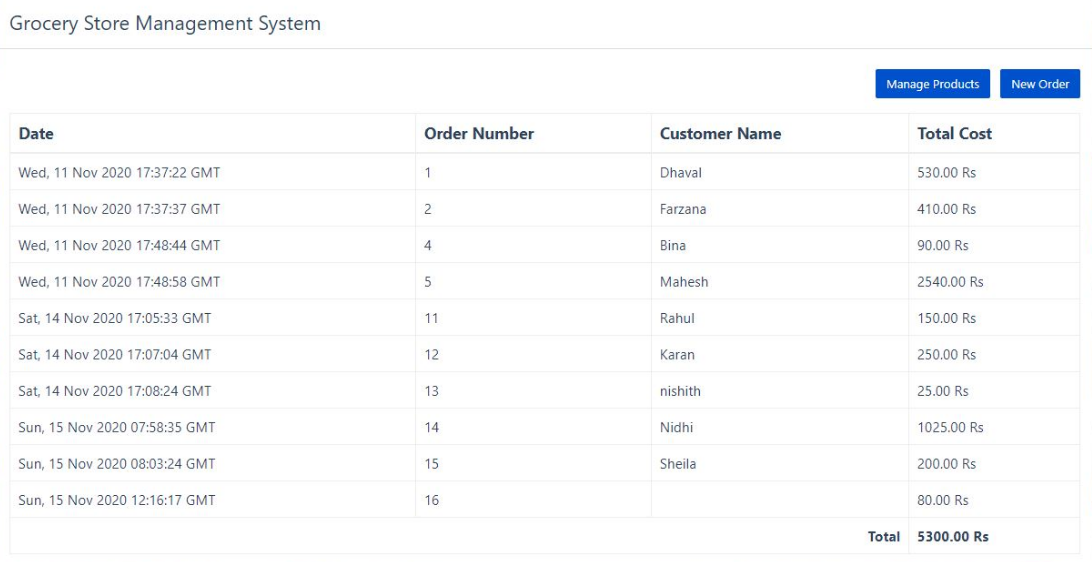 Grocery Store Management System
Manage Products New Order
Date Order Number Customer Name Total Cost
Wed, 11 Nov 2020 17:37:22 GMT 1 Dhaval 530.00 Rs
Wed, 11 Nov 2020 17:37:37 GMT 2 Farzana 410.00 Rs
Wed, 11 Nov 2020 17:48:44 GMT 4 Bina 90.00 Rs
Wed, 11 Nov 2020 17:48:58 GMT 5 Mahesh 2540.00 Rs
Sat, 14 Nov 2020 17:05:33 GMT 11 Rahul 150.00 Rs
Sat, 14 Nov 2020 17:07:04 GMT 12 Karan 250.00 Rs
Sat, 14 Nov 2020 17:08:24 GMT 13 nishith 25.00 Rs
Sun, 15 Nov 2020 07:58:35 GMT 14 Nidhi 1025.00 Rs
Sun, 15 Nov 2020 08:03:24 GMT 15 Sheila 200.00 Rs
Sun, 15 Nov 2020 12:16:17 GMT 16 80.00 Rs
Total 5300.00 Rs